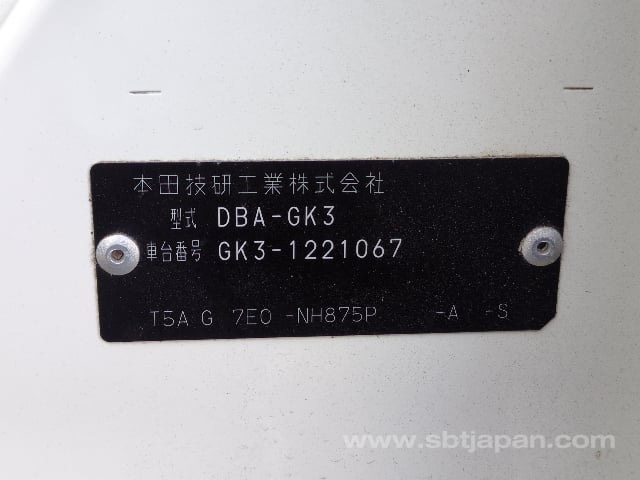 本田技研工業株式会社
型式 DBA-GK3
車台番号 GK3-1221067
T5A G 7E0 -NH875P -A -S
www.sbtjapan.com